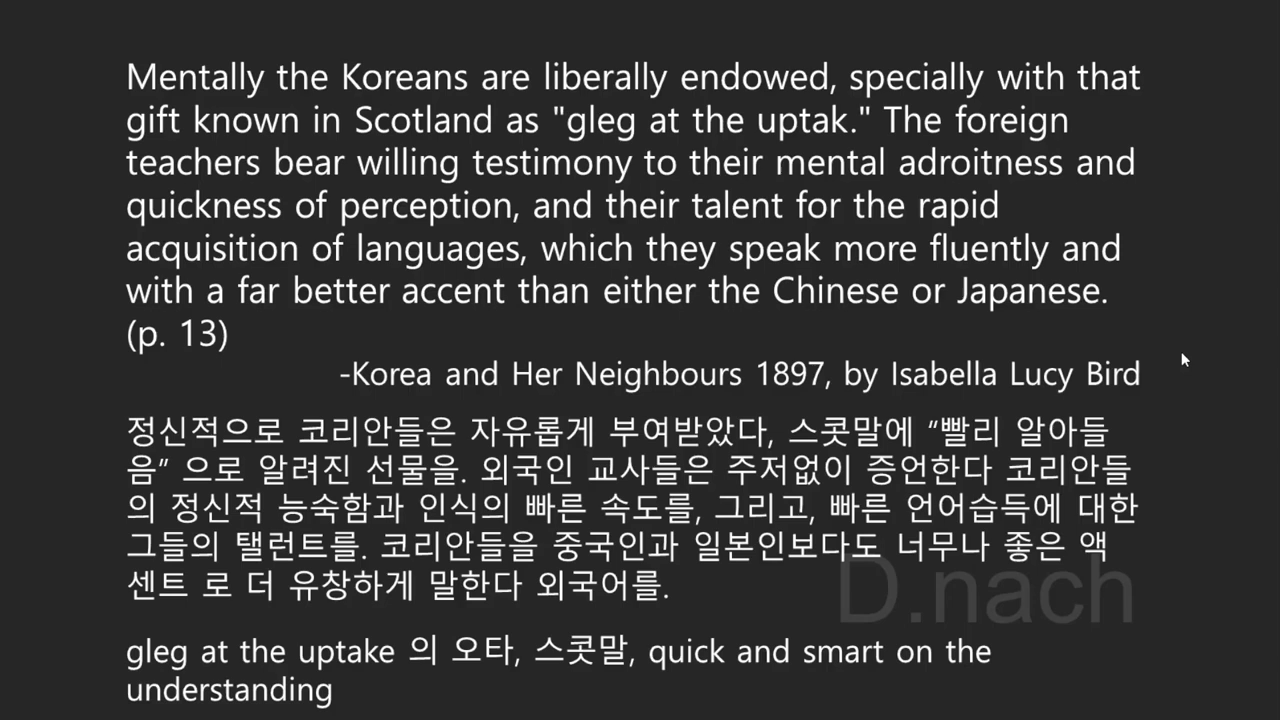 Mentally the Koreans are liberally endowed, specially with that
gift known in Scotland as "gleg at the uptak." The foreign
teachers bear willing testimony to their mental adroitness and
quickness of perception, and their talent for the rapid
acquisition of languages, which they speak more fluently and
with a far better accent than either the Chinese or Japanese.
(p. 13)
-Korea and Her Neighbours 1897, by Isabella Lucy Bird
정신적으로 코리안들은 자유롭게 부여받았다, 스콧말에 "빨리 알아들
음" 으로 알려진 선물을. 외국인 교사들은 주저없이 증언한다 코리안들
의 정신적 능숙함과 인식의 빠른 속도를, 그리고, 빠른 언어습득에 대한
그들의 탤런트를. 코리안들을 중국인과 일본인보다도 너무나 좋은 액
센트 로 더 유창하게 말한다 외국어를.
D.nach
gleg at the uptake 의 오타, 스콧말, quick and smart on the
understanding